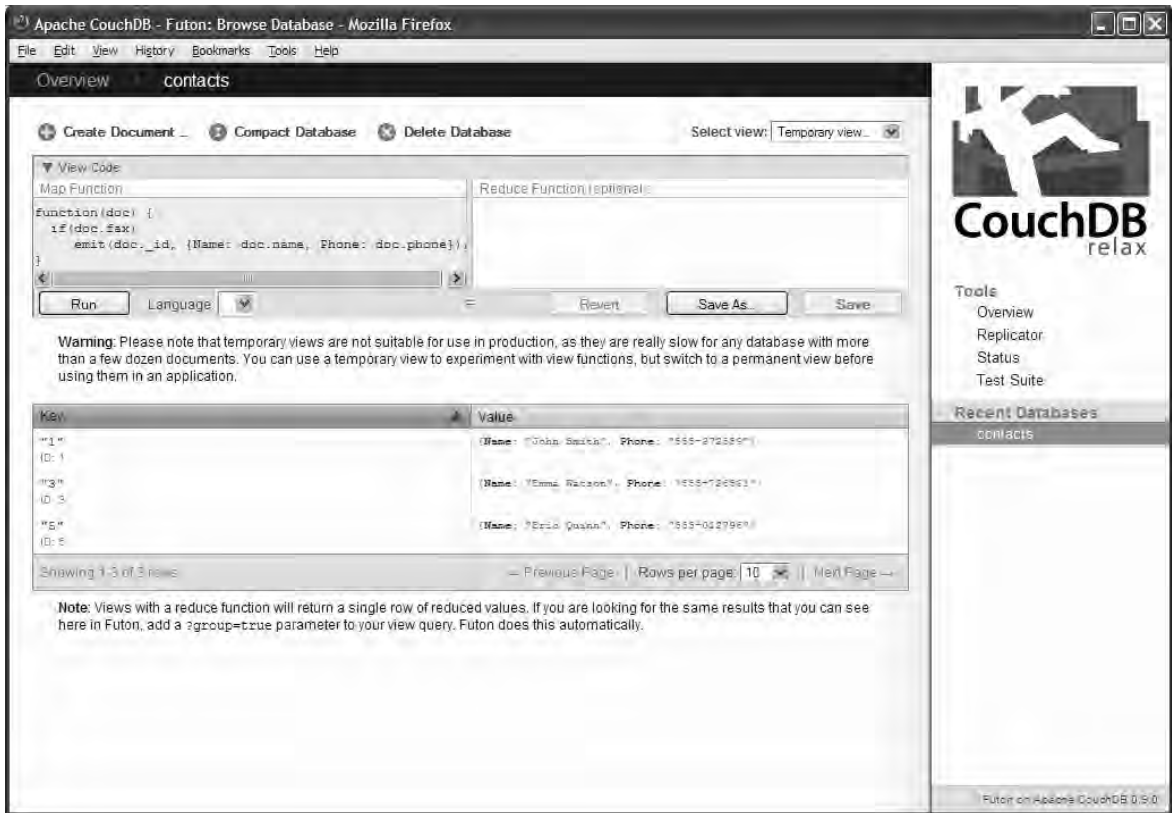 Apache CouchDB - Futon: Browse Database - Mozilla Firefox
File Edit View History Bookmarks Tools Help
Overview contacts
Create Document ... Compact Database Delete Database Select view: Temporary view...
View Code
Map Function Reduce Function (optional):
function(doc) {
if(doc.fax)
emit(doc._id, {Name: doc.name, Phone: doc.phone});
}
Run Language = Revert Save As... Save
Warning: Please note that temporary views are not suitable for use in production, as they are really slow for any database with more
than a few dozen documents. You can use a temporary view to experiment with view functions, but switch to a permanent view before
using them in an application.
Key Value
"1" {Name: "John Smith", Phone:
ID: 1
"3" {Name: "Emma Watson", Phone:
ID: 3
"5" {Name: "Eric Quinn", Phone:
ID: 5
Showing 1-3 of 3 rows ← Previous Page | Rows per page: 10 | Next Page →
Note: Views with a reduce function will return a single row of reduced values. If you are looking for the same results that you can see
here in Futon, add a ?group=true parameter to your view query. Futon does this automatically.
CouchDB
relax
Tools
Overview
Replicator
Status
Test Suite
Recent Databases
contacts
Futon on Apache CouchDB 0.9.0